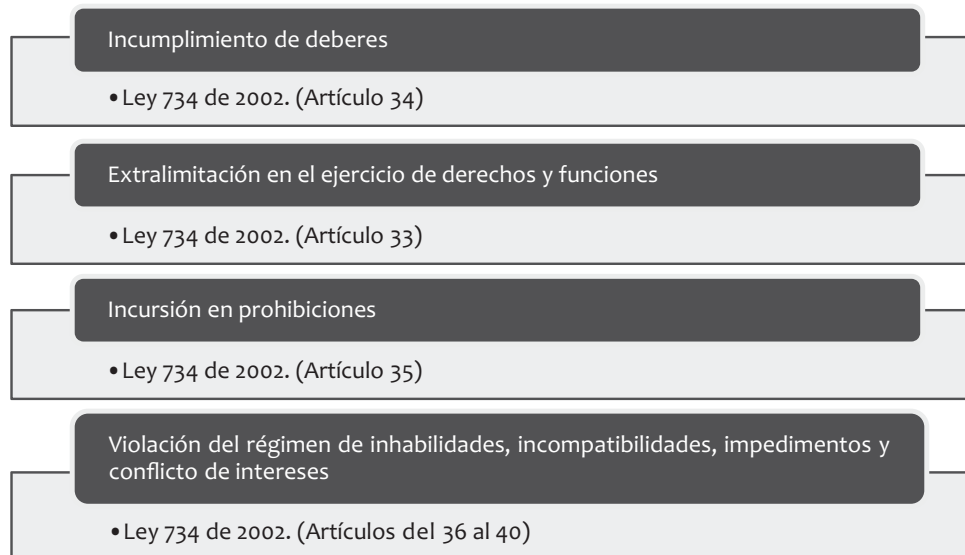 Incumplimiento de deberes
•Ley 734 de 2002. (Artículo 34)
Extralimitación en el ejercicio de derechos y funciones
•Ley 734 de 2002. (Artículo 33)
Incursión en prohibiciones
•Ley 734 de 2002. (Artículo 35)
Violación del régimen de inhabilidades, incompatibilidades, impedimentos y
conflicto de intereses
•Ley 734 de 2002. (Artículos del 36 al 40)